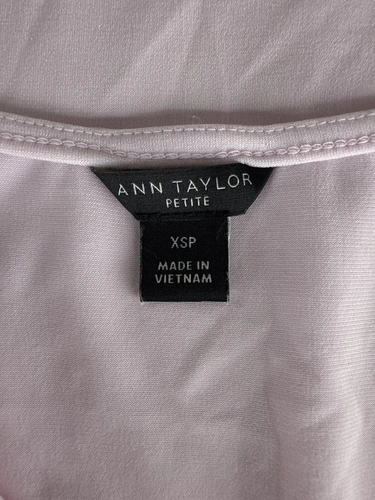 ANN TAYLOR
PETITE
XSP
MADE IN
VIETNAM